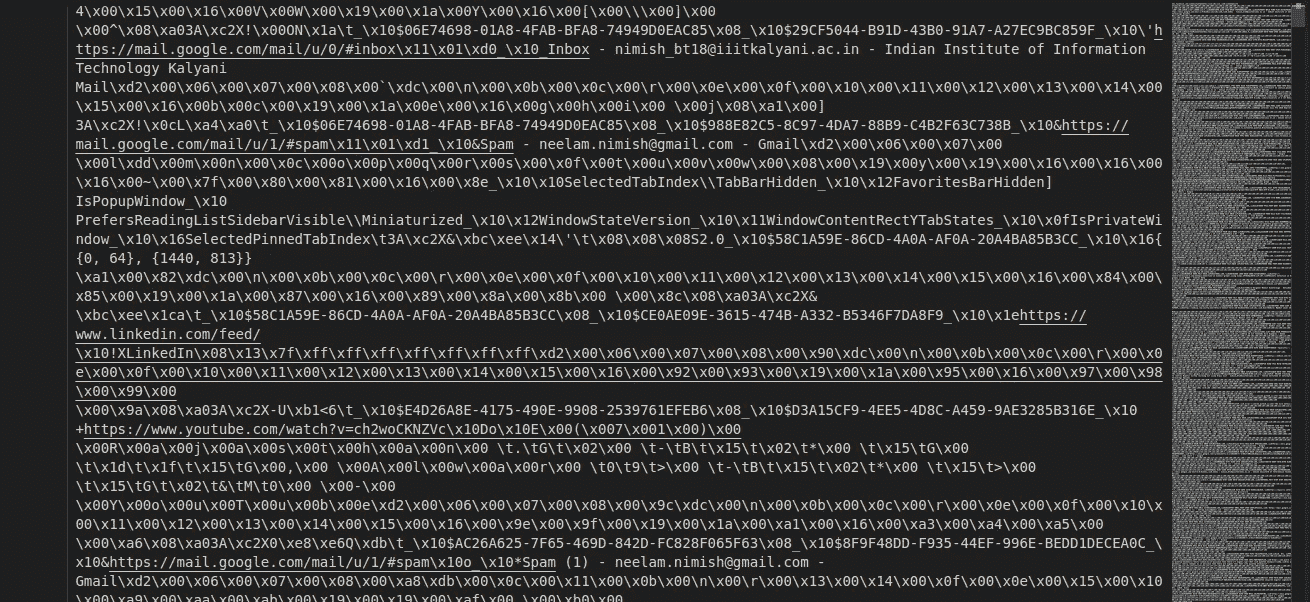 4\x00\x15\x00\x16\x00V\x00W\x00\x19\x00\x1a\x00Y\x00\x16\x00[\x00\\\x00]\x00
\x00^\x08\xa03A\xc2X!\x00ON\x1a\t_\x10$06E74698-01A8-4FAB-BFA8-74949D0EAC85\x08_\x10$29CF5044-B91D-43B0-91A7-A27EC9BC859F_\x10\'h
ttps://mail.google.com/mail/u/0/#inbox\x11\x01\xd0_\x10_Inbox - nimish_bt18@iiitkalyani.ac.in - Indian Institute of Information
Technology Kalyani
Mail\xd2\x00\x06\x00\x07\x00\x08\x00`\xdc\x00\n\x00\x0b\x00\x0c\x00\r\x00\x0e\x00\x0f\x00\x10\x00\x11\x00\x12\x00\x13\x00\x14\x00
\x15\x00\x16\x00b\x00c\x00\x19\x00\x1a\x00e\x00\x16\x00g\x00h\x00i\x00 \x00j\x08\xa1\x00]
3A\xc2X!\x0cL\xa4\xa0\t_\x10$06E74698-01A8-4FAB-BFA8-74949D0EAC85\x08_\x10$988E82C5-8C97-4DA7-88B9-C4B2F63C738B_\x10&https://
mail.google.com/mail/u/1/#spam\x11\x01\xd1_\x10&Spam - neelam.nimish@gmail.com - Gmail\xd2\x00\x06\x00\x07\x00
\x00l\xdd\x00m\x00n\x00\x0c\x00o\x00p\x00q\x00r\x00s\x00\x0f\x00t\x00u\x00v\x00w\x00\x08\x00\x19\x00y\x00\x19\x00\x16\x00\x16\x00
\x16\x00~\x00\x7f\x00\x80\x00\x81\x00\x16\x00\x8e_\x10\x10SelectedTabIndex\\TabBarHidden_\x10\x12FavoritesBarHidden]
IsPopupWindow_\x10
PrefersReadingListSidebarVisible\\Miniaturized_\x10\x12WindowStateVersion_\x10\x11WindowContentRectYTabStates_\x10\x0fIsPrivateWi
ndow_\x10\x16SelectedPinnedTabIndex\t3A\xc2X&\xbc\xee\x14\'\t\x08\x08\x08S2.0_\x10$58C1A59E-86CD-4A0A-AF0A-20A4BA85B3CC_\x10\x16{
{0, 64}, {1440, 813}}
\xa1\x00\x82\xdc\x00\n\x00\x0b\x00\x0c\x00\r\x00\x0e\x00\x0f\x00\x10\x00\x11\x00\x12\x00\x13\x00\x14\x00\x15\x00\x16\x00\x84\x00\
x85\x00\x19\x00\x1a\x00\x87\x00\x16\x00\x89\x00\x8a\x00\x8b\x00 \x00\x8c\x08\xa03A\xc2X&
\xbc\xee\x1ca\t_\x10$58C1A59E-86CD-4A0A-AF0A-20A4BA85B3CC\x08_\x10$CE0AE09E-3615-474B-A332-B5346F7DA8F9_\x10\x1ehttps://
www.linkedin.com/feed/
\x10!XLinkedIn\x08\x13\x7f\xff\xff\xff\xff\xff\xff\xff\xd2\x00\x06\x00\x07\x00\x08\x00\x90\xdc\x00\n\x00\x0b\x00\x0c\x00\r\x00\x0
e\x00\x0f\x00\x10\x00\x11\x00\x12\x00\x13\x00\x14\x00\x15\x00\x16\x00\x92\x00\x93\x00\x19\x00\x1a\x00\x95\x00\x16\x00\x97\x00\x98
\x00\x99\x00
\x00\x9a\x08\xa03A\xc2X-U\xb1<6\t_\x10$E4D26A8E-4175-490E-9908-2539761EFEB6\x08_\x10$D3A15CF9-4EE5-4D8C-A459-9AE3285B316E_\x10
+https://www.youtube.com/watch?v=ch2woCKNZVc\x10Do\x10E\x00(\x007\x001\x00)\x00
\x00R\x00a\x00j\x00a\x00s\x00t\x00h\x00a\x00n\x00 \t.\tG\t\x02\x00 \t-\tB\t\x15\t\x02\t*\x00 \t\x15\tG\x00
\t\x1d\t\x1f\t\x15\tG\x00,\x00 \x00A\x00l\x00w\x00a\x00r\x00 \t0\t9\t>\x00 \t-\tB\t\x15\t\x02\t*\x00 \t\x15\t>\x00
\t\x15\tG\t\x02\t&\tM\t0\x00 \x00-\x00
\x00Y\x00o\x00u\x00T\x00u\x00b\x00e\xd2\x00\x06\x00\x07\x00\x08\x00\x9c\xdc\x00\n\x00\x0b\x00\x0c\x00\r\x00\x0e\x00\x0f\x00\x10\x
00\x11\x00\x12\x00\x13\x00\x14\x00\x15\x00\x16\x00\x9e\x00\x9f\x00\x19\x00\x1a\x00\xa1\x00\x16\x00\xa3\x00\xa4\x00\xa5\x00
\x00\xa6\x08\xa03A\xc2X0\xe8\xe6Q\xdb\t_\x10$AC26A625-7F65-469D-842D-FC828F065F63\x08_\x10$8F9F48DD-F935-44EF-996E-BEDD1DECEA0C_\
x10&https://mail.google.com/mail/u/1/#spam\x10o_\x10*Spam (1) - neelam.nimish@gmail.com -
Gmail\xd2\x00\x06\x00\x07\x00\x08\x00\xa8\xdb\x00\x0c\x00\x11\x00\x0b\x00\n\x00\r\x00\x13\x00\x14\x00\x0f\x00\x0e\x00\x15\x00\x10
\x00\xa9\x00\xaa\x00\xab\x00\x19\x00\x19\x00\xaf\x00 \x00\xb0\x00